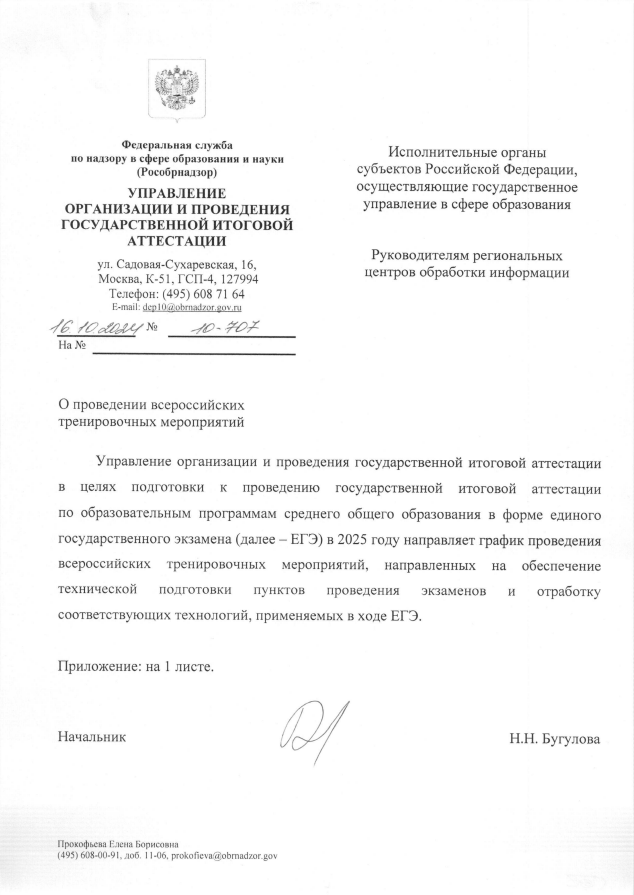 Федеральная служба
по надзору в сфере образования и науки
(Рособрнадзор)
УПРАВЛЕНИЕ
ОРГАНИЗАЦИИ И ПРОВЕДЕНИЯ
ГОСУДАРСТВЕННОЙ ИТОГОВОЙ
АТТЕСТАЦИИ
ул. Садовая-Сухаревская, 16,
Москва, К-51, ГСП-4, 127994
Телефон: (495) 608 71 64
E-mail: dep10@obrnadzor.gov.ru
16.10.2024 № 10-707
На №
Исполнительные органы
субъектов Российской Федерации,
осуществляющие государственное
управление в сфере образования
Руководителям региональных
центров обработки информации
О проведении всероссийских
тренировочных мероприятий
Управление организации и проведения государственной итоговой аттестации
в целях подготовки к проведению государственной итоговой аттестации
по образовательным программам среднего общего образования в форме единого
государственного экзамена (далее – ЕГЭ) в 2025 году направляет график проведения
всероссийских тренировочных мероприятий, направленных на обеспечение
технической подготовки пунктов проведения экзаменов и отработку
соответствующих технологий, применяемых в ходе ЕГЭ.
Приложение: на 1 листе.
Начальник
Н.Н. Бугулова
Прокофьева Елена Борисовна
(495) 608-00-91, доб. 11-06, prokofieva@obrnadzor.gov